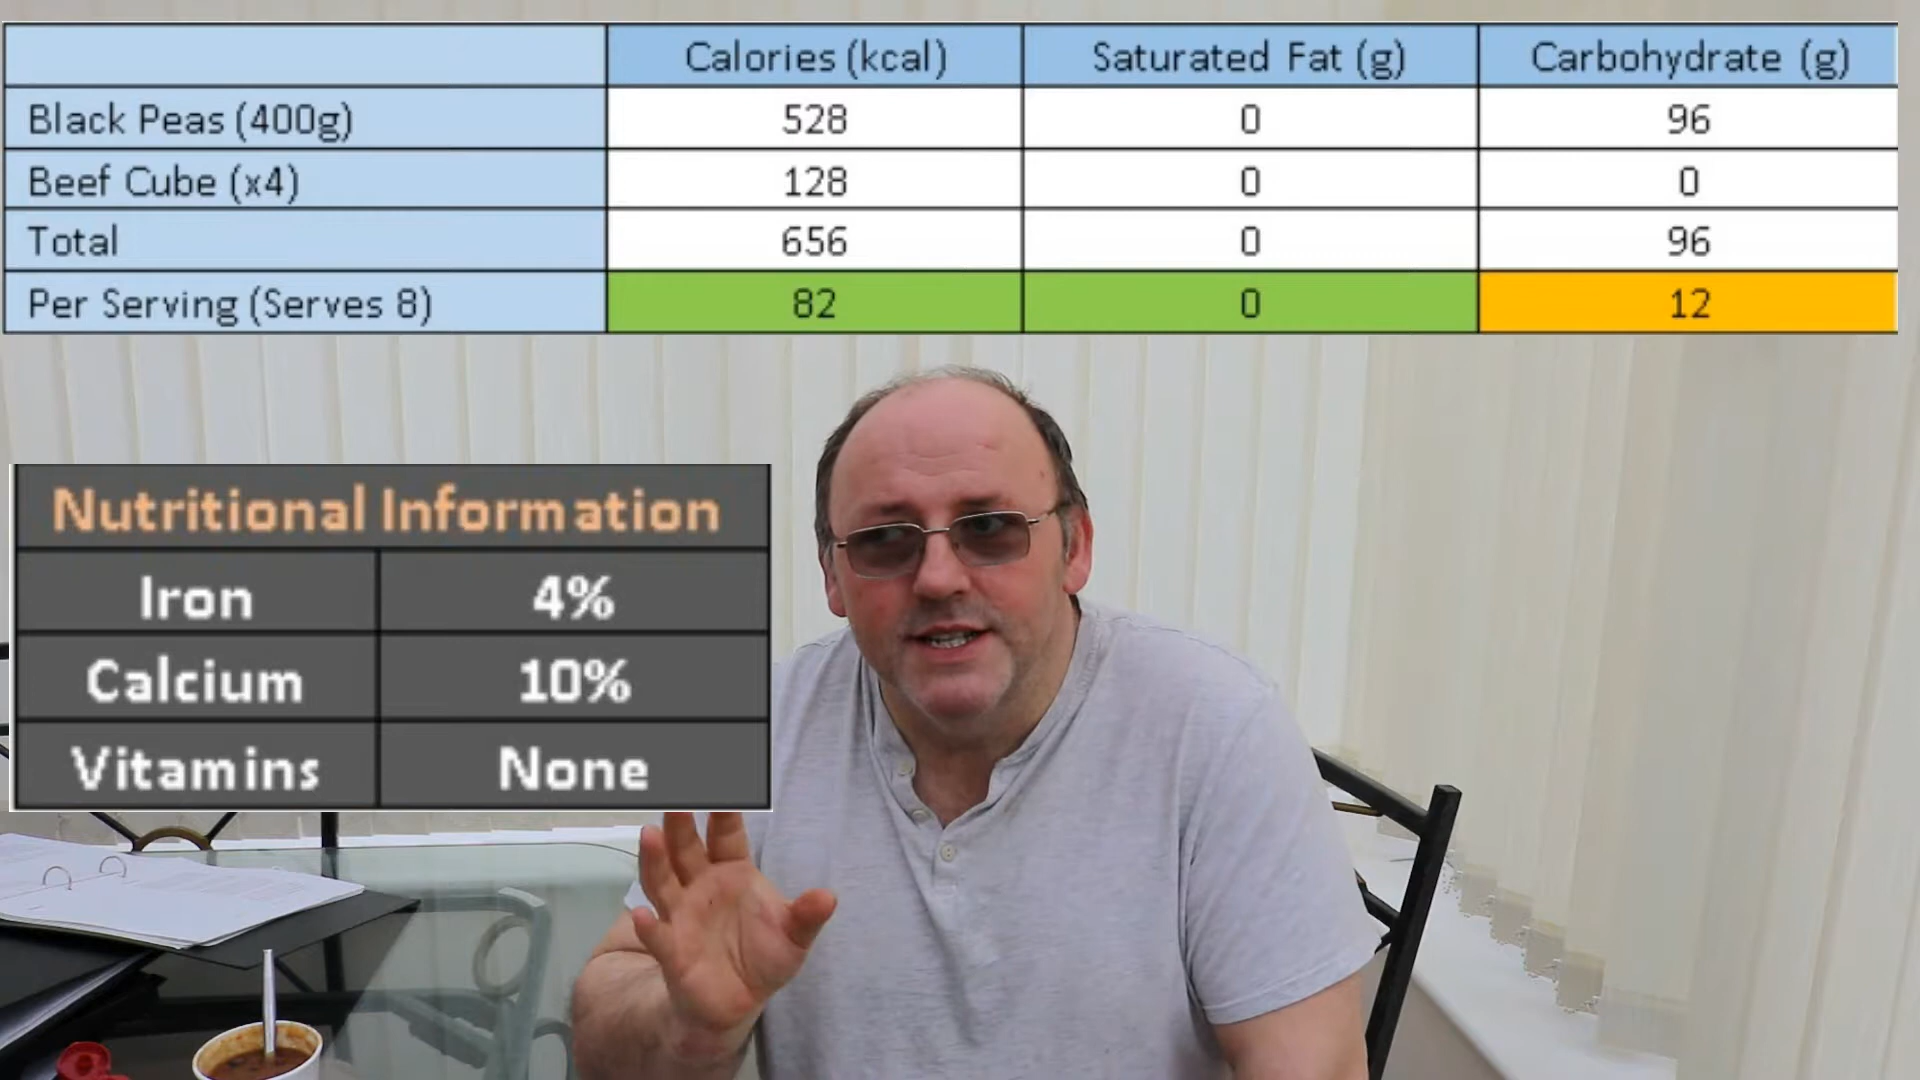 Calories (kcal) Saturated Fat (g) Carbohydrate (g)
Black Peas (400g) 528 0 96
Beef Cube (x4) 128 0 0
Total 656 0 96
Per Serving (Serves 8) 82 0 12
Nutritional Information
Iron 4%
Calcium 10%
Vitamins None